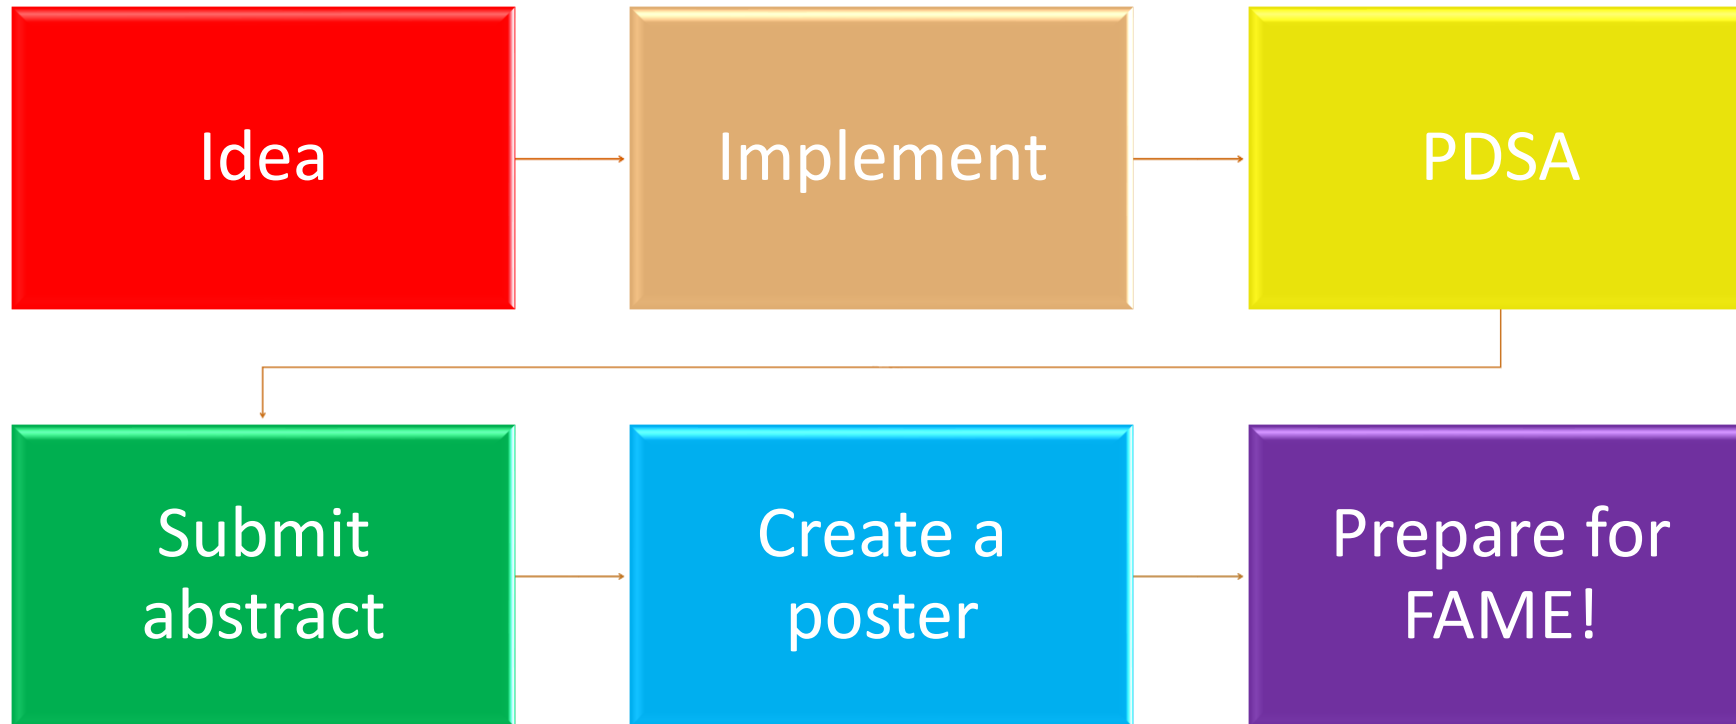 Idea
Implement
PDSA
Submit
abstract
Create a
poster
Prepare for
FAME!